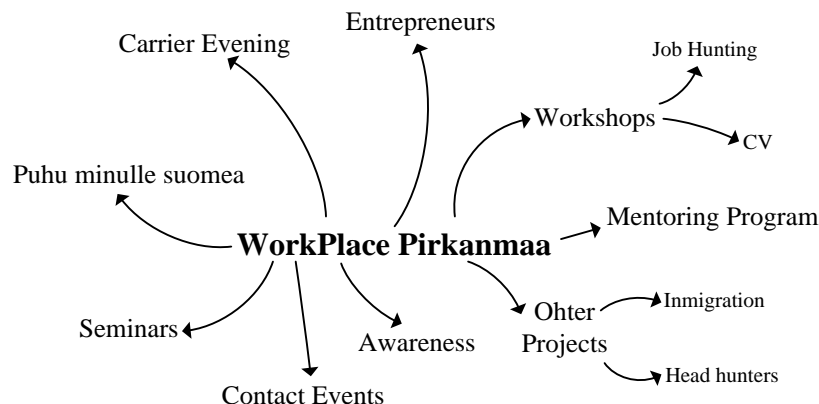 Entrepreneurs
Carrier Evening
Job Hunting
Workshops
CV
Puhu minulle suomea
Mentoring Program
WorkPlace Pirkanmaa
Inmigration
Ohter
Projects
Seminars
Awareness
Head hunters
Contact Events